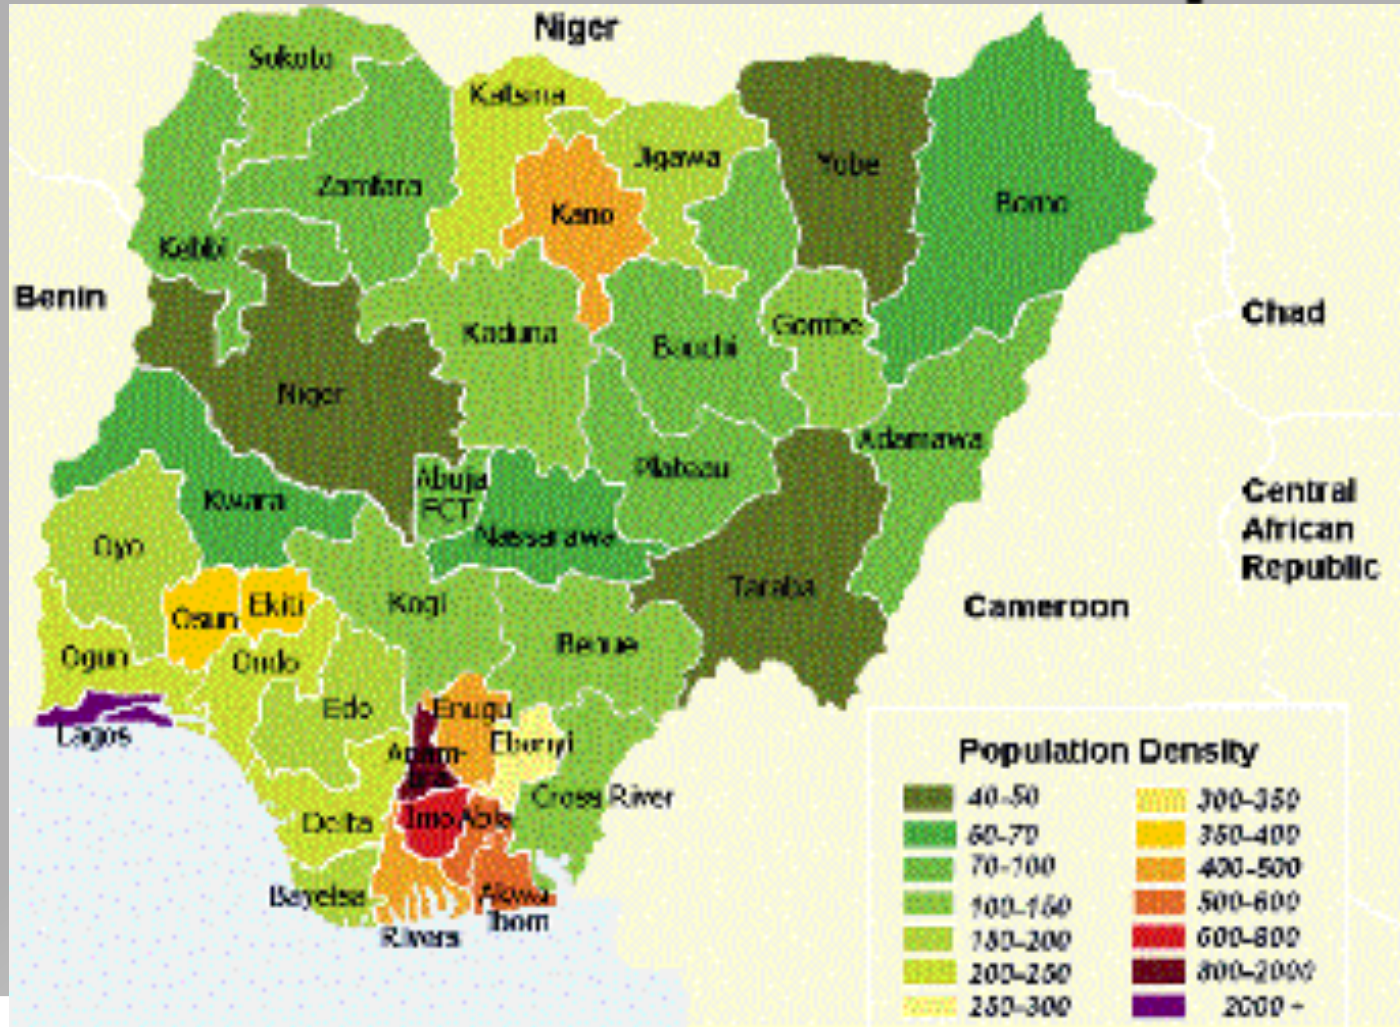 Niger
Sokoto
Katsina
Jigawa
Yobe
Zamfara
Borno
Kano
Kebbi
Benin
Chad
Kaduna
Gombe
Bauchi
Niger
Adamawa
Plateau
Abuja
FCT
Kwara
Central
African
Republic
Nassarawa
Oyo
Taraba
Kogi
Ekiti
Osun
Cameroon
Benue
Ogun
Ondo
Edo
Enugu
Lagos
Ebonyi
Anam-
bra
Cross River
Delta
Imo
Abia
Bayelsa
Akwa
Ibom
Rivers
Population Density
40-50
60-70
70-100
100-150
150-200
200-250
250-300
300-350
350-400
400-500
500-600
600-800
800-2000
2000 +